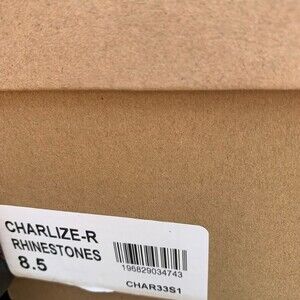 CHARLIZE-R
RHINESTONES
8.5
196829034743
CHAR33S1